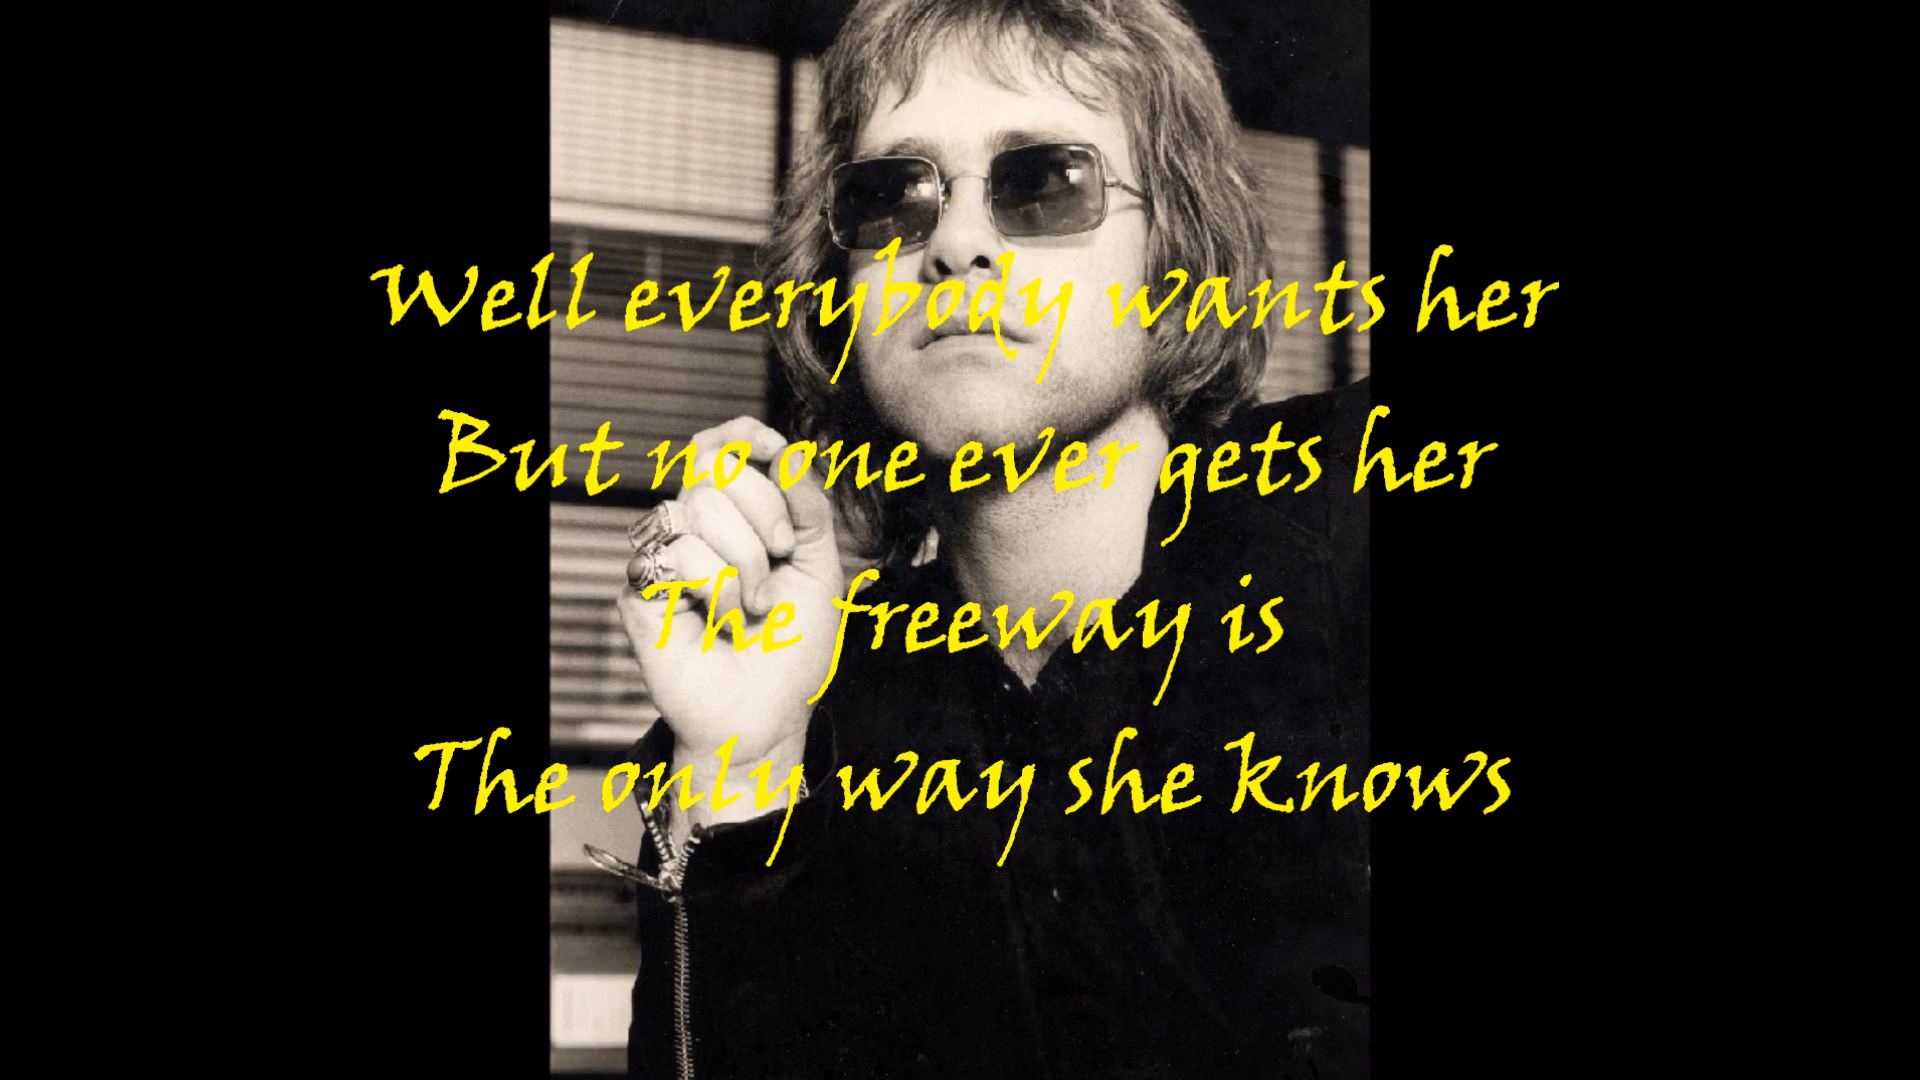 Well everybody wants her
But no one ever gets her
The freeway is
The only way she knows